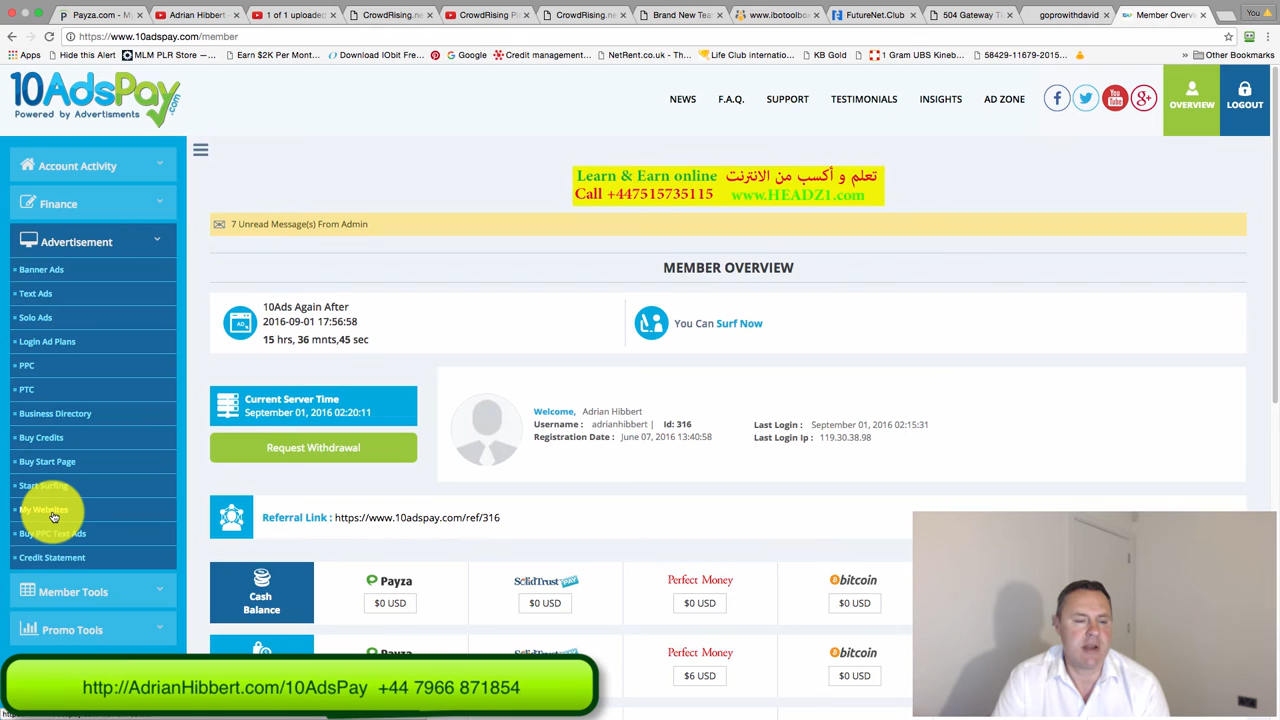 Payza.com - My
Adrian Hibbert
1 of 1 uploaded
CrowdRising.ne
CrowdRising P
CrowdRising.ne
Brand New Tea
www.ibotoolbo
FutureNet.Club
504 Gateway T
goprowithdavid
Member Overvi
You
https://www.10adspay.com/member
Apps
Hide this Alert
MLM PLR Store —...
Earn $2K Per Mont...
Download IObit Fre...
Google
Credit management...
NetRent.co.uk - Th...
Life Club internatio...
KB Gold
1 Gram UBS Kineb...
58429-11679-2015...
»
Other Bookmarks
10AdsPay.com
Powered by Advertisments
NEWS
F.A.Q.
SUPPORT
TESTIMONIALS
INSIGHTS
AD ZONE
OVERVIEW
LOGOUT
Account Activity
Finance
Advertisement
» Banner Ads
» Text Ads
» Solo Ads
» Login Ad Plans
» PPC
» PTC
» Business Directory
» Buy Credits
» Buy Start Page
» Start Surfing
» My Websites
» Buy PPC Text Ads
» Credit Statement
Member Tools
Promo Tools
Learn & Earn online تعلم و أكسب من الانترنت
Call +447515735115 www.HEADZ1.com
7 Unread Message(s) From Admin
MEMBER OVERVIEW
10Ads Again After
2016-09-01 17:56:58
15 hrs, 36 mnts,45 sec
You Can Surf Now
Current Server Time
September 01, 2016 02:20:11
Request Withdrawal
Welcome, Adrian Hibbert
Username : adrianhibbert | Id: 316
Registration Date : June 07, 2016 13:40:58
Last Login : September 01, 2016 02:15:31
Last Login Ip : 119.30.38.98
Referral Link : https://www.10adspay.com/ref/316
Cash
Balance
Payza
SolidTrust PAY
Perfect Money
bitcoin
$0 USD
$0 USD
$0 USD
$0 USD
Perfect Money
bitcoin
$6 USD
$0 USD
http://AdrianHibbert.com/10AdsPay +44 7966 871854